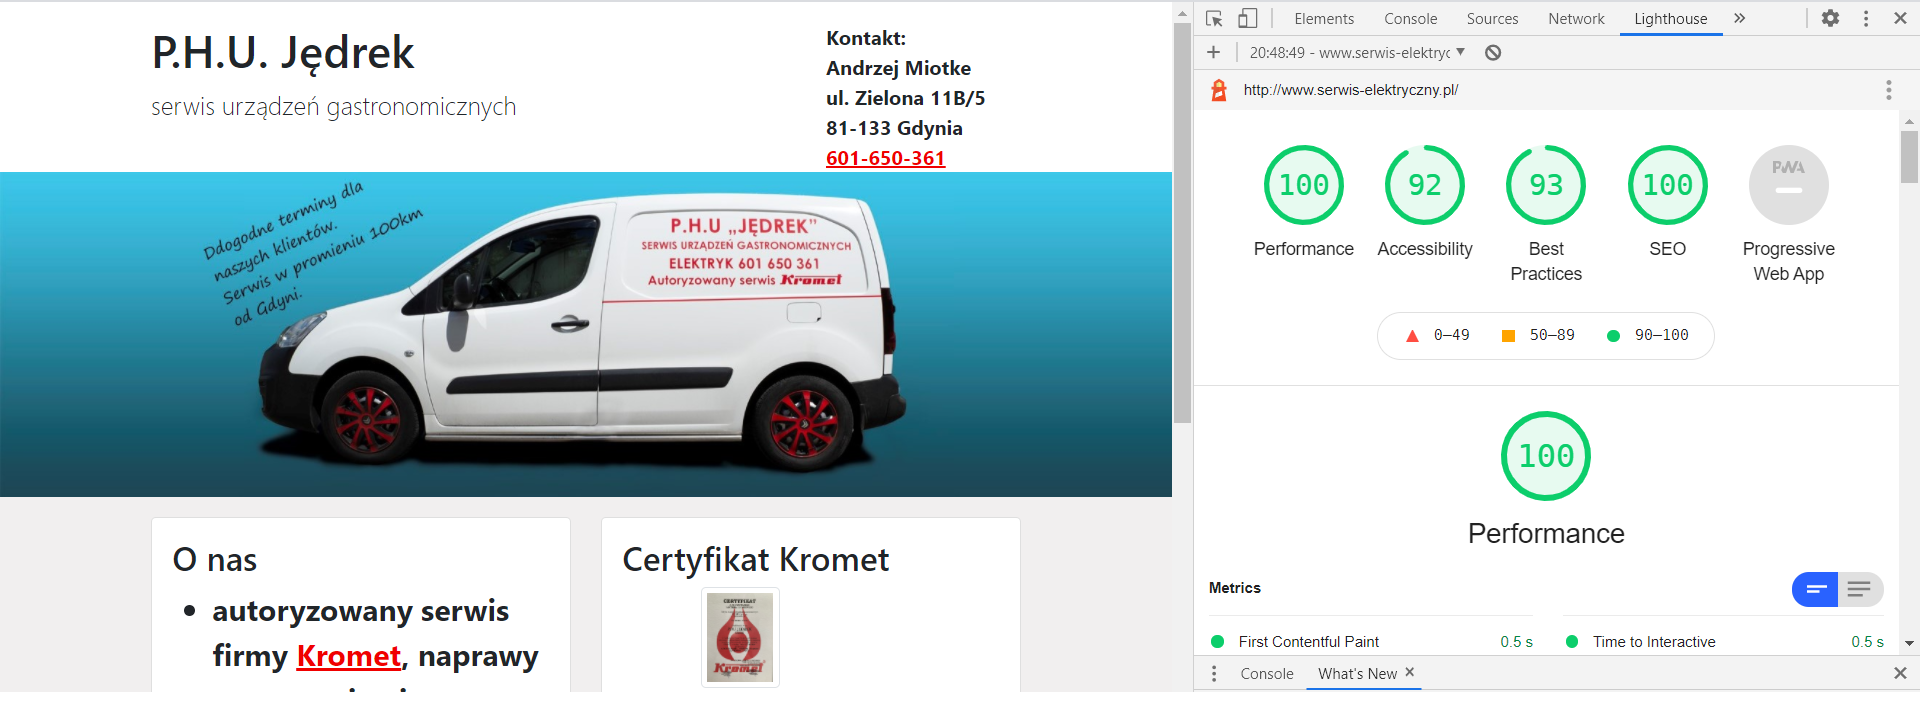 P.H.U. Jędrek
serwis urządzeń gastronomicznych
Kontakt:
Andrzej Miotke
ul. Zielona 11B/5
81-133 Gdynia
601-650-361
Ddogodne terminy dla
naszych klientów.
Serwis w promieniu 100km
od Gdyni.
P.H.U „JĘDREK”
SERWIS URZĄDZEŃ GASTRONOMICZNYCH
ELEKTRYK 601 650 361
Autoryzowany serwis Kromet
O nas
autoryzowany serwis
firmy Kromet, naprawy
Certyfikat Kromet
CERTYFIKAT
Kromet
Elements
Console
Sources
Network
Lighthouse
20:48:49 - www.serwis-elektryc
http://www.serwis-elektryczny.pl/
100
Performance
92
Accessibility
93
Best
Practices
100
SEO
PWA
Progressive
Web App
0–49
50–89
90–100
100
Performance
Metrics
First Contentful Paint
0.5 s
Time to Interactive
0.5 s
Console
What's New